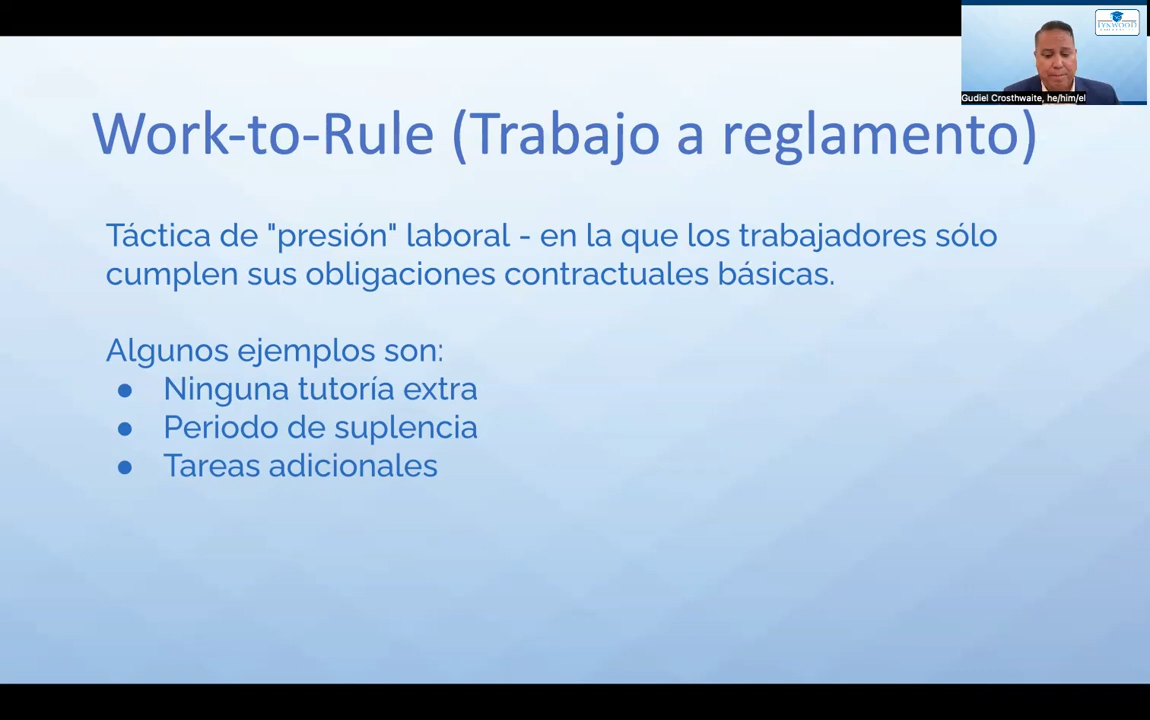 LYNWOOD
Gudiel Crosthwaite, he/him/el
Work-to-Rule (Trabajo a reglamento)
Táctica de "presión" laboral - en la que los trabajadores sólo
cumplen sus obligaciones contractuales básicas.
Algunos ejemplos son:
● Ninguna tutoría extra
● Periodo de suplencia
● Tareas adicionales